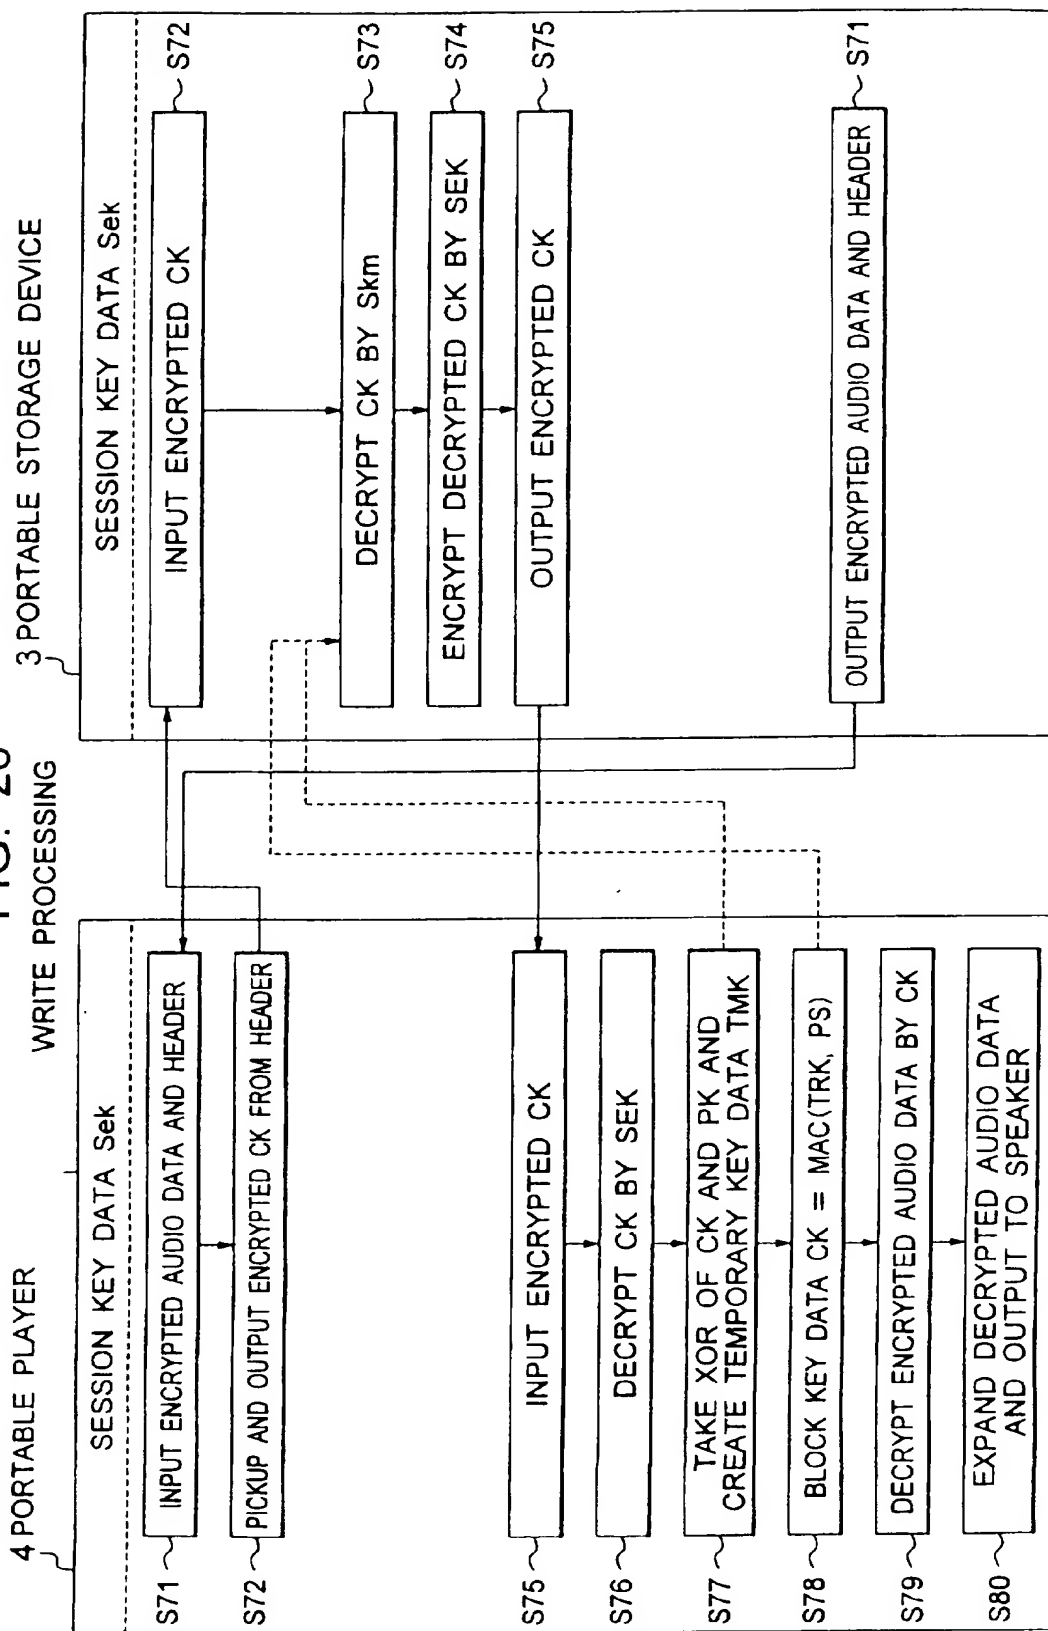 WRITE PROCESSING
4 PORTABLE PLAYER
SESSION KEY DATA Sek
S71
INPUT ENCRYPTED AUDIO DATA AND HEADER
S72
PICKUP AND OUTPUT ENCRYPTED CK FROM HEADER
S75
INPUT ENCRYPTED CK
S76
DECRYPT CK BY SEK
S77
TAKE XOR OF CK AND PK AND
CREATE TEMPORARY KEY DATA TMK
S78
BLOCK KEY DATA CK = MAC(TRK, PS)
S79
DECRYPT ENCRYPTED AUDIO DATA BY CK
S80
EXPAND DECRYPTED AUDIO DATA
AND OUTPUT TO SPEAKER
3 PORTABLE STORAGE DEVICE
SESSION KEY DATA Sek
INPUT ENCRYPTED CK
S72
DECRYPT CK BY Skm
S73
ENCRYPT DECRYPTED CK BY SEK
S74
OUTPUT ENCRYPTED CK
S75
OUTPUT ENCRYPTED AUDIO DATA AND HEADER
S71